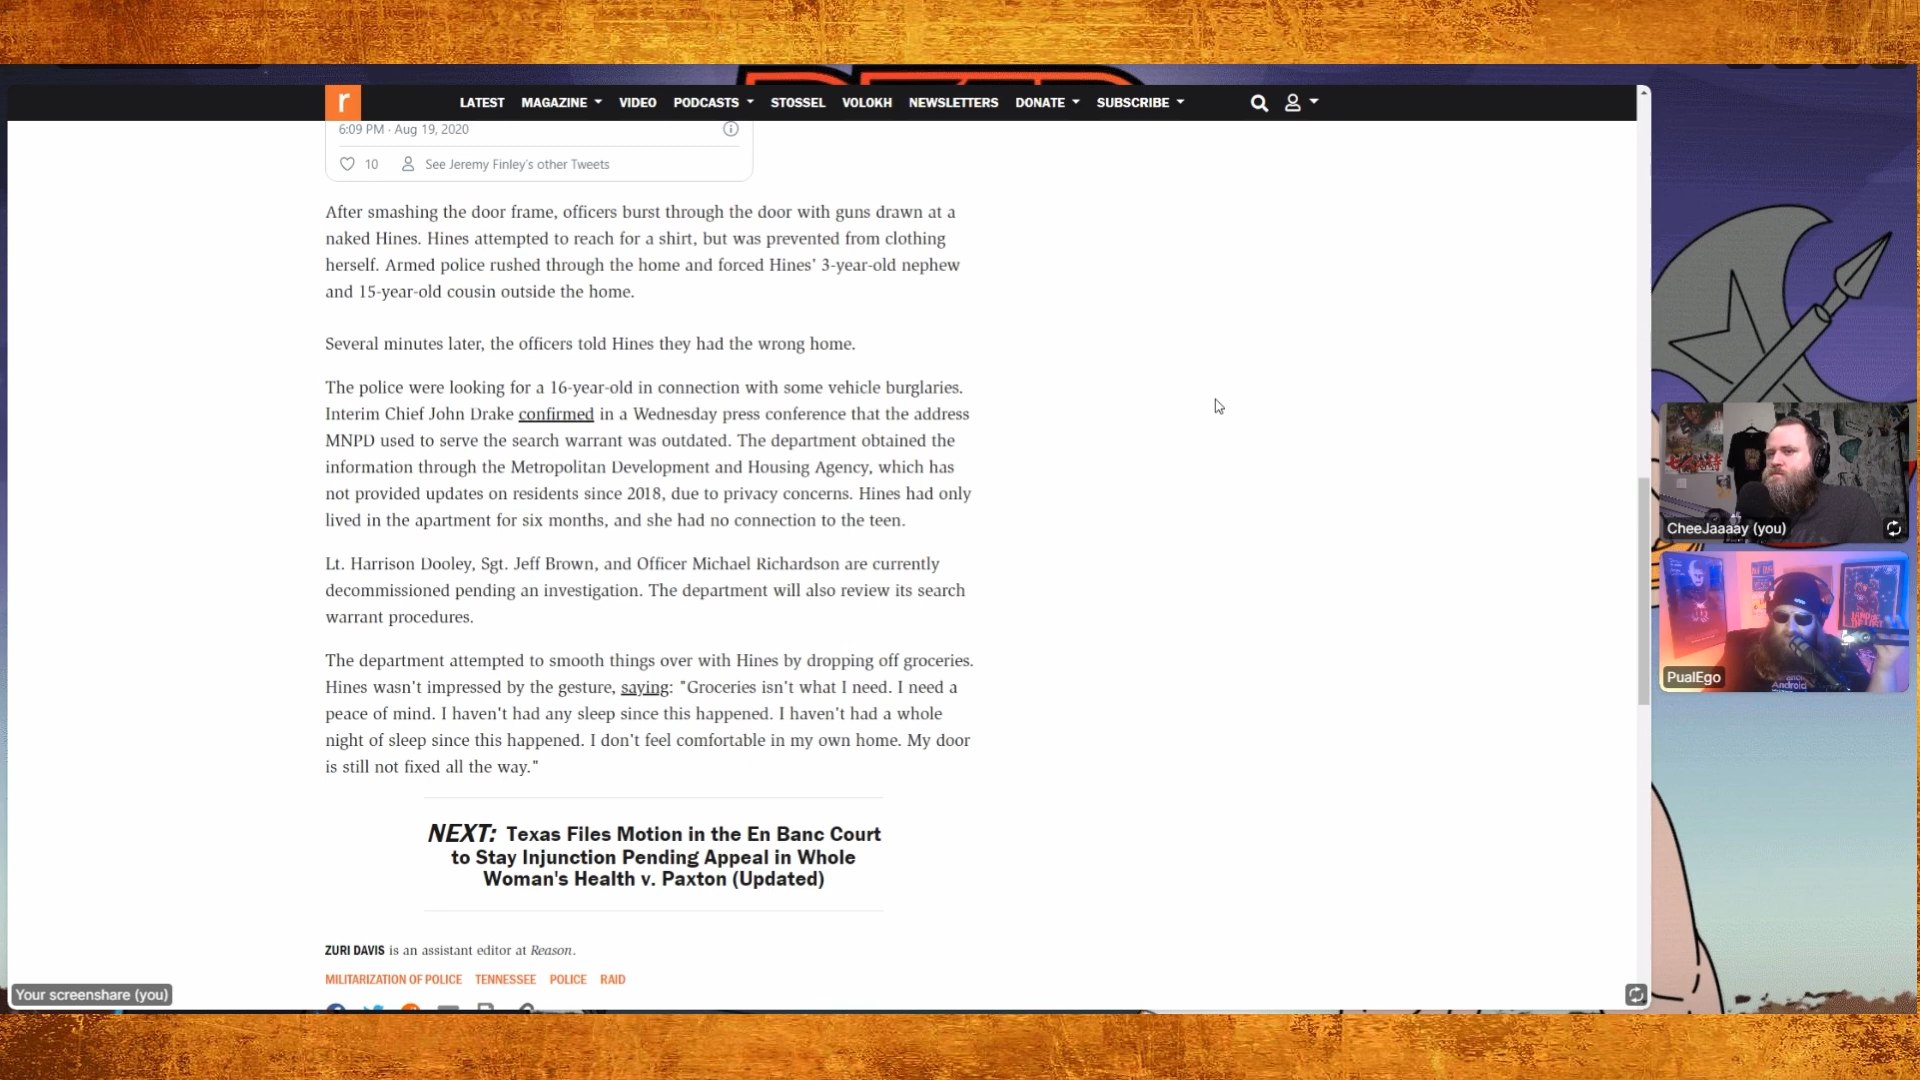 r
LATEST MAGAZINE VIDEO PODCASTS STOSSEL VOLOKH NEWSLETTERS DONATE SUBSCRIBE
6:09 PM · Aug 19, 2020
10 See Jeremy Finley's other Tweets
After smashing the door frame, officers burst through the door with guns drawn at a
naked Hines. Hines attempted to reach for a shirt, but was prevented from clothing
herself. Armed police rushed through the home and forced Hines' 3-year-old nephew
and 15-year-old cousin outside the home.
Several minutes later, the officers told Hines they had the wrong home.
The police were looking for a 16-year-old in connection with some vehicle burglaries.
Interim Chief John Drake confirmed in a Wednesday press conference that the address
MNPD used to serve the search warrant was outdated. The department obtained the
information through the Metropolitan Development and Housing Agency, which has
not provided updates on residents since 2018, due to privacy concerns. Hines had only
lived in the apartment for six months, and she had no connection to the teen.
Lt. Harrison Dooley, Sgt. Jeff Brown, and Officer Michael Richardson are currently
decommissioned pending an investigation. The department will also review its search
warrant procedures.
The department attempted to smooth things over with Hines by dropping off groceries.
Hines wasn't impressed by the gesture, saying: "Groceries isn't what I need. I need a
peace of mind. I haven't had any sleep since this happened. I haven't had a whole
night of sleep since this happened. I don't feel comfortable in my own home. My door
is still not fixed all the way."
NEXT: Texas Files Motion in the En Banc Court
to Stay Injunction Pending Appeal in Whole
Woman's Health v. Paxton (Updated)
ZURI DAVIS is an assistant editor at Reason.
MILITARIZATION OF POLICE TENNESSEE POLICE RAID
Your screenshare (you)
CheeJaaaay (you)
PualEgo
Android